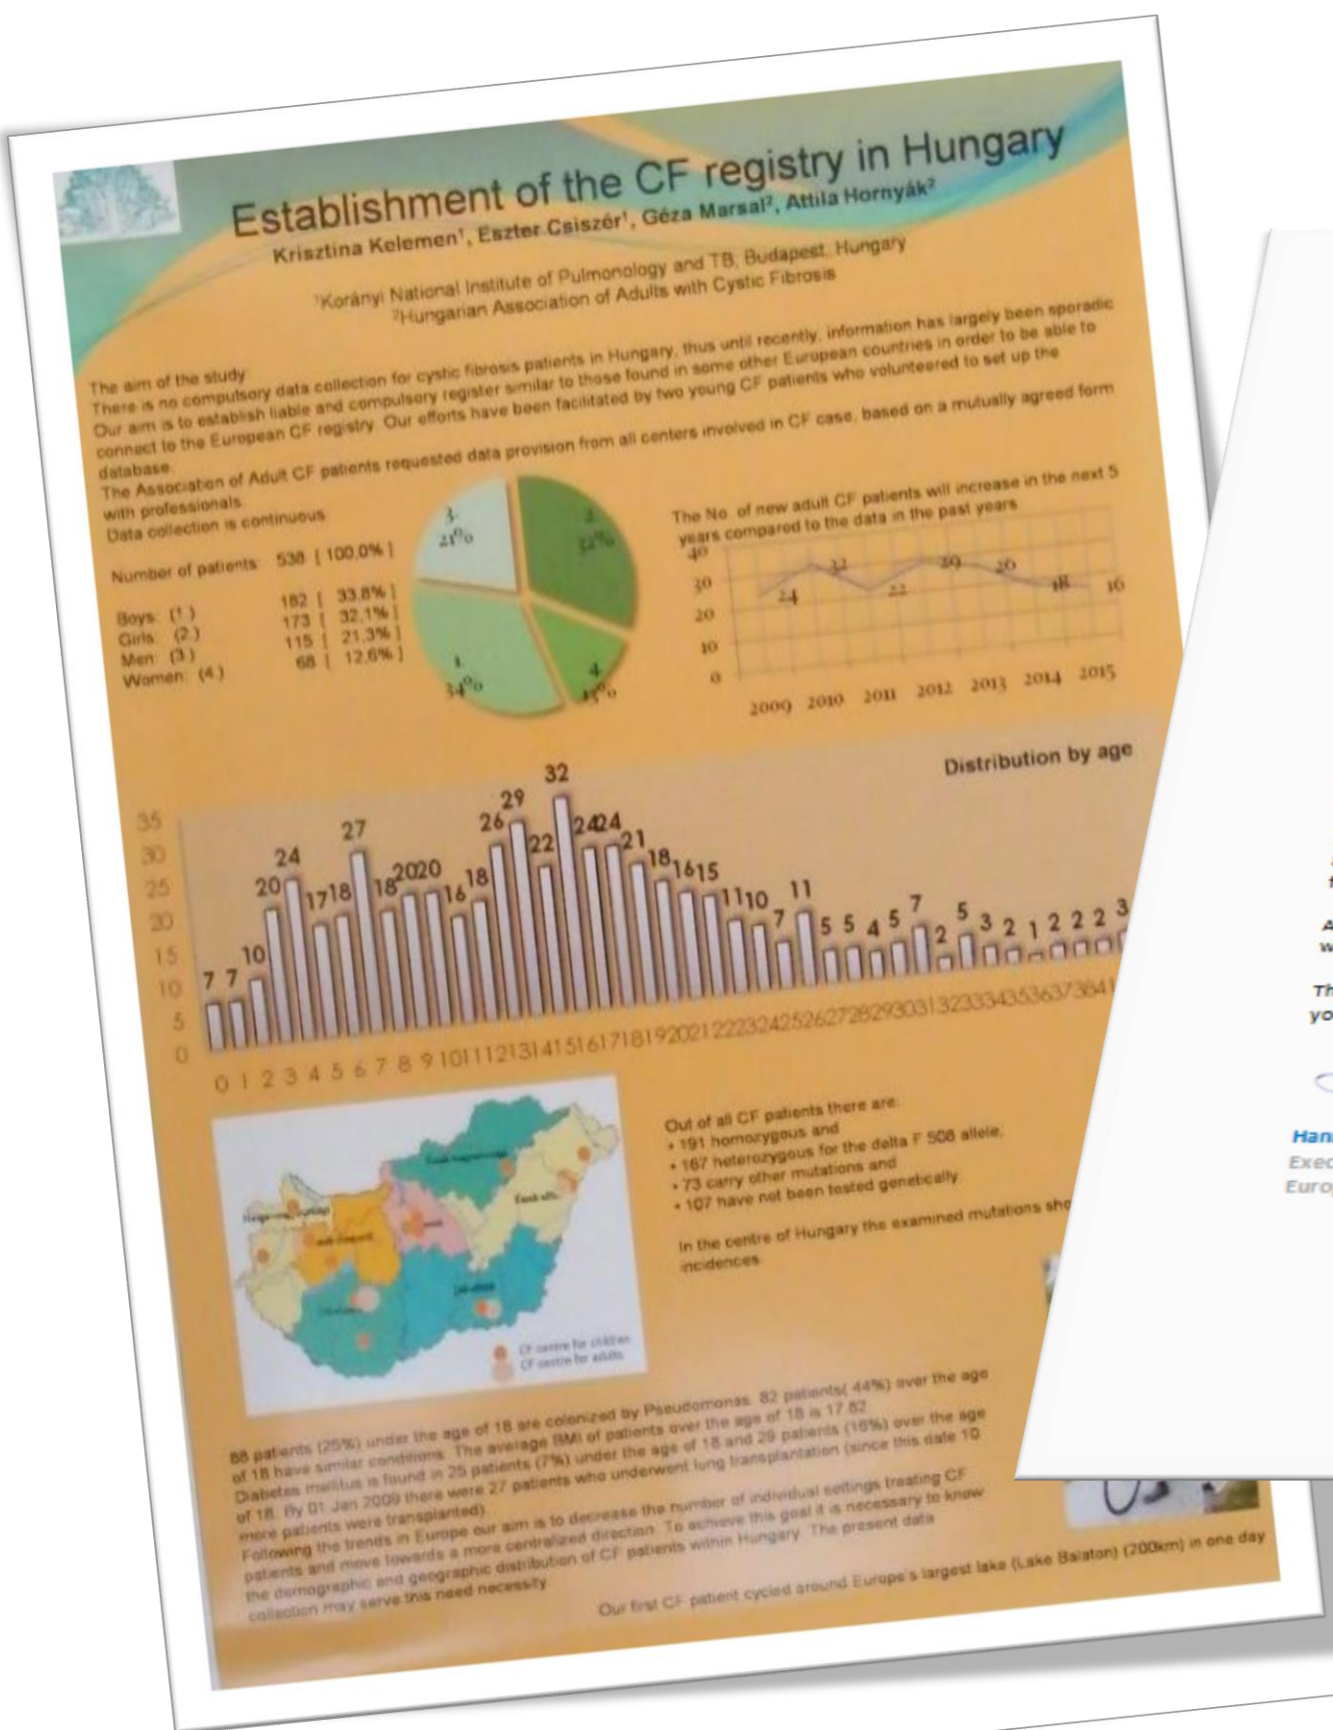 Establishment of the CF registry in Hungary
Krisztina Kelemen¹, Eszter Csiszér¹, Géza Marsal², Attila Hornyák²
¹Korányi National Institute of Pulmonology and TB, Budapest, Hungary
²Hungarian Association of Adults with Cystic Fibrosis
The aim of the study:
There is no compulsory data collection for cystic fibrosis patients in Hungary, thus until recently, information has largely been sporadic
Our aim is to establish liable and compulsory register similar to those found in some other European countries in order to be able to
connect to the European CF registry. Our efforts have been facilitated by two young CF patients who volunteered to set up the
database.
The Association of Adult CF patients requested data provision from all centers involved in CF case, based on a mutually agreed form
with professionals.
Data collection is continuous.
Number of patients: 538 [ 100,0% ]
Boys: (1.) 182 [ 33,8% ]
Girls: (2.) 173 [ 32,1% ]
Men: (3.) 115 [ 21,3% ]
Women: (4.) 68 [ 12,6% ]
3.
21%
2.
32%
1.
34%
4.
13%
The No. of new adult CF patients will increase in the next 5
years compared to the data in the past years
40
30
20
10
0
24 32 22 29 26 18 16
2009 2010 2011 2012 2013 2014 2015
Distribution by age
35
30
25
20
15
10
5
0
7 7 10 20 24 17 18 27 18 20 20 16 18 26 29 22 32 24 24 21 18 16 15 11 10 7 11 5 5 4 5 7 2 5 3 2 1 2 2 2 3
0 1 2 3 4 5 6 7 8 9 10 11 12 13 14 15 16 17 18 19 20 21 22 23 24 25 26 27 28 29 30 31 32 33 34 35 36 37 38 41
Out of all CF patients there are:
• 191 homozygous and
• 167 heterozygous for the delta F 508 allele,
• 73 carry other mutations and
• 107 have not been tested genetically.
In the centre of Hungary the examined mutations sho
incidences.
CF centre for children
CF centre for adults
88 patients (25%) under the age of 18 are colonized by Pseudomonas. 82 patients( 44%) over the age
of 18 have similar conditions. The average BMI of patients over the age of 18 is 17.82
Diabetes mellitus is found in 25 patients (7%) under the age of 18 and 29 patients (16%) over the age
of 18. By 01 Jan 2009 there were 27 patients who underwent lung transplantation (since this date 10
more patients were transplanted).
Following the trends in Europe our aim is to decrease the number of individual settings treating CF
patients and move towards a more centralized direction. To achieve this goal it is necessary to know
the demographic and geographic distribution of CF patients within Hungary. The present data
collection may serve this need necessity.
Our first CF patient cycled around Europe's largest lake (Lake Balaton) (200km) in one day
A
w
Th
yo
Han
Exec
Euro